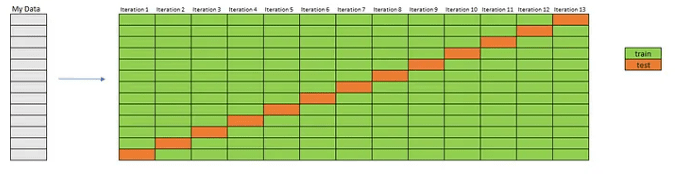 My Data
Iteration 1 Iteration 2 Iteration 3 Iteration 4 Iteration 5 Iteration 6 Iteration 7 Iteration 8 Iteration 9 Iteration 10 Iteration 11 Iteration 12 Iteration 13
train
test